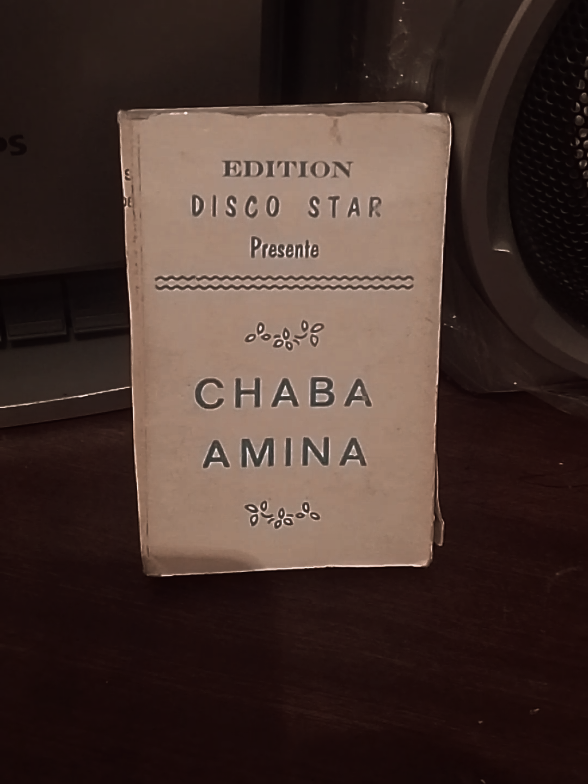 EDITION
DISCO STAR
Presente
CHABA
AMINA